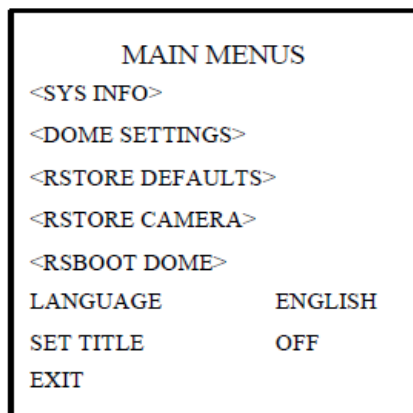 MAIN MENUS
<SYS INFO>
<DOME SETTINGS>
<RSTORE DEFAULTS>
<RSTORE CAMERA>
<RSBOOT DOME>
LANGUAGE ENGLISH
SET TITLE OFF
EXIT